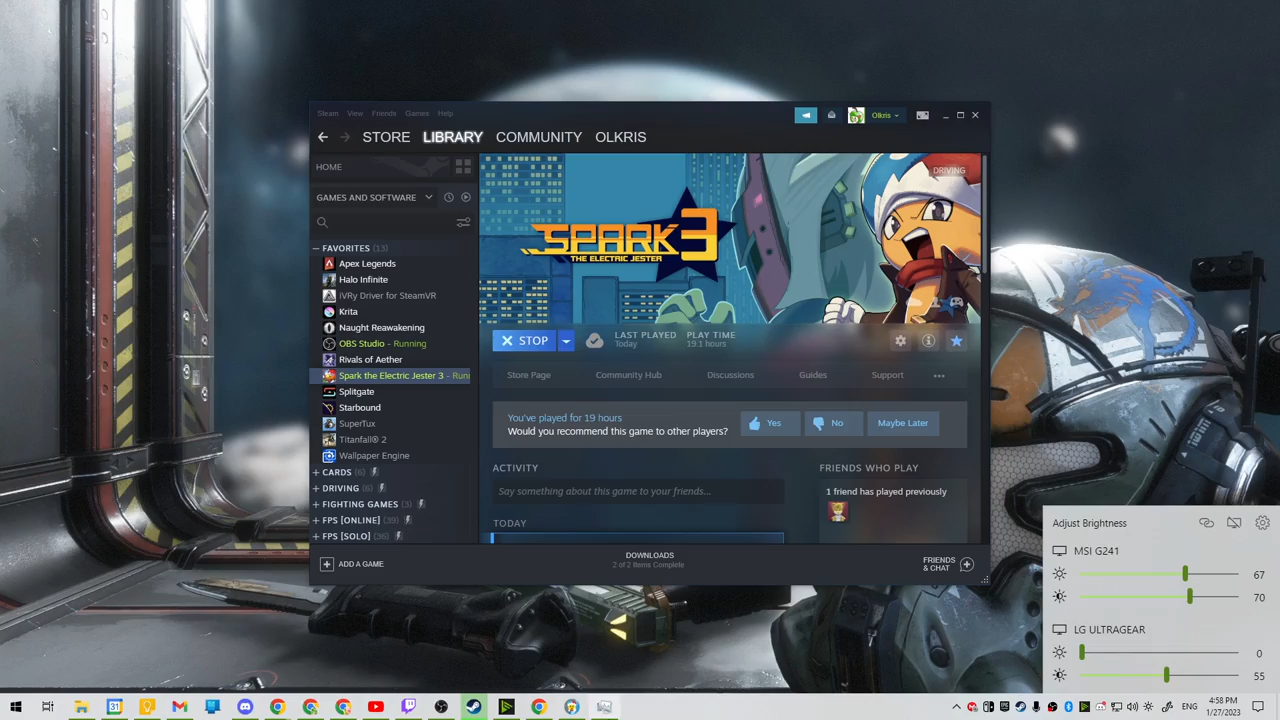 Steam View Friends Games Help
Olkris
STORE LIBRARY COMMUNITY OLKRIS
HOME
GAMES AND SOFTWARE
FAVORITES (13)
Apex Legends
Halo Infinite
iVRy Driver for SteamVR
Krita
Naught Reawakening
OBS Studio - Running
Rivals of Aether
Spark the Electric Jester 3 - Runn
Splitgate
Starbound
SuperTux
Titanfall® 2
Wallpaper Engine
CARDS (6)
DRIVING (6)
FIGHTING GAMES (3)
FPS [ONLINE] (39)
FPS [SOLO] (36)
ADD A GAME
DRIVING
SPARK 3
THE ELECTRIC JESTER
STOP
LAST PLAYED
Today
PLAY TIME
19.1 hours
Store Page Community Hub Discussions Guides Support
You've played for 19 hours
Would you recommend this game to other players?
Yes No Maybe Later
ACTIVITY
Say something about this game to your friends...
TODAY
FRIENDS WHO PLAY
1 friend has played previously
DOWNLOADS
2 of 2 Items Complete
FRIENDS
& CHAT
Adjust Brightness
MSI G241
67
70
LG ULTRAGEAR
0
55
ENG
4:58 PM
1/27/2023